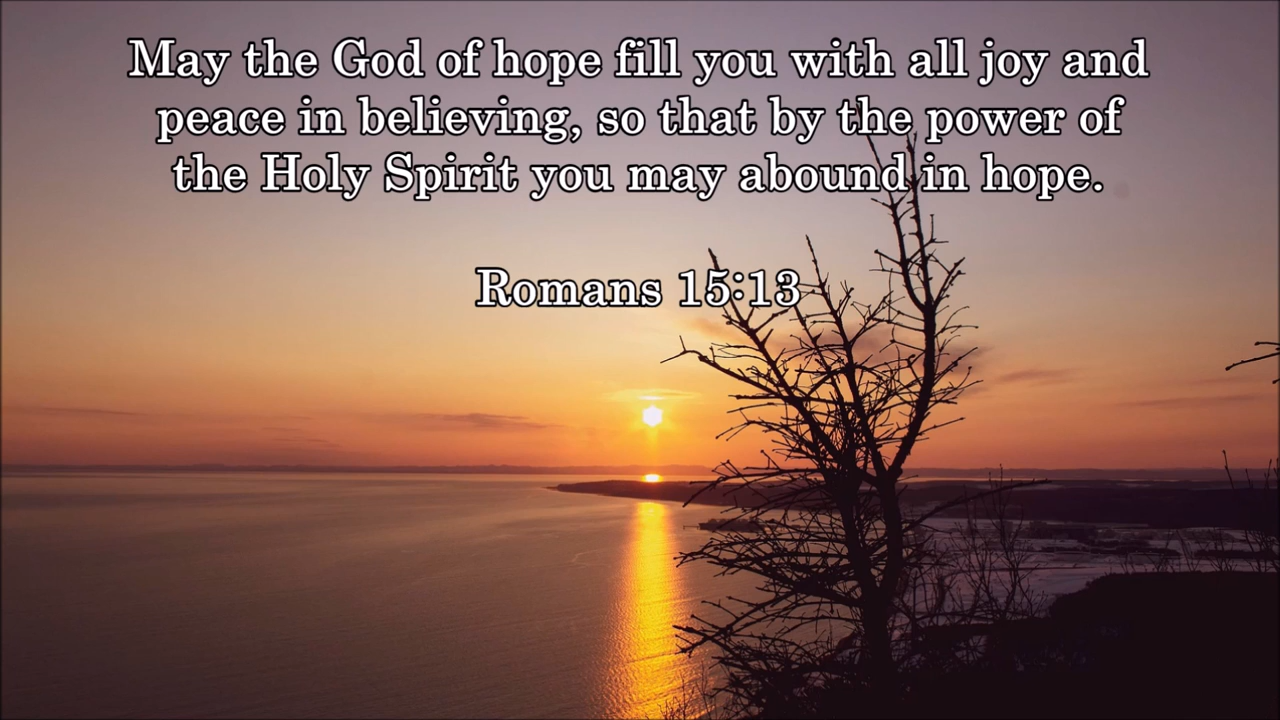 May the God of hope fill you with all joy and
peace in believing, so that by the power of
the Holy Spirit you may abound in hope.
Romans 15:13